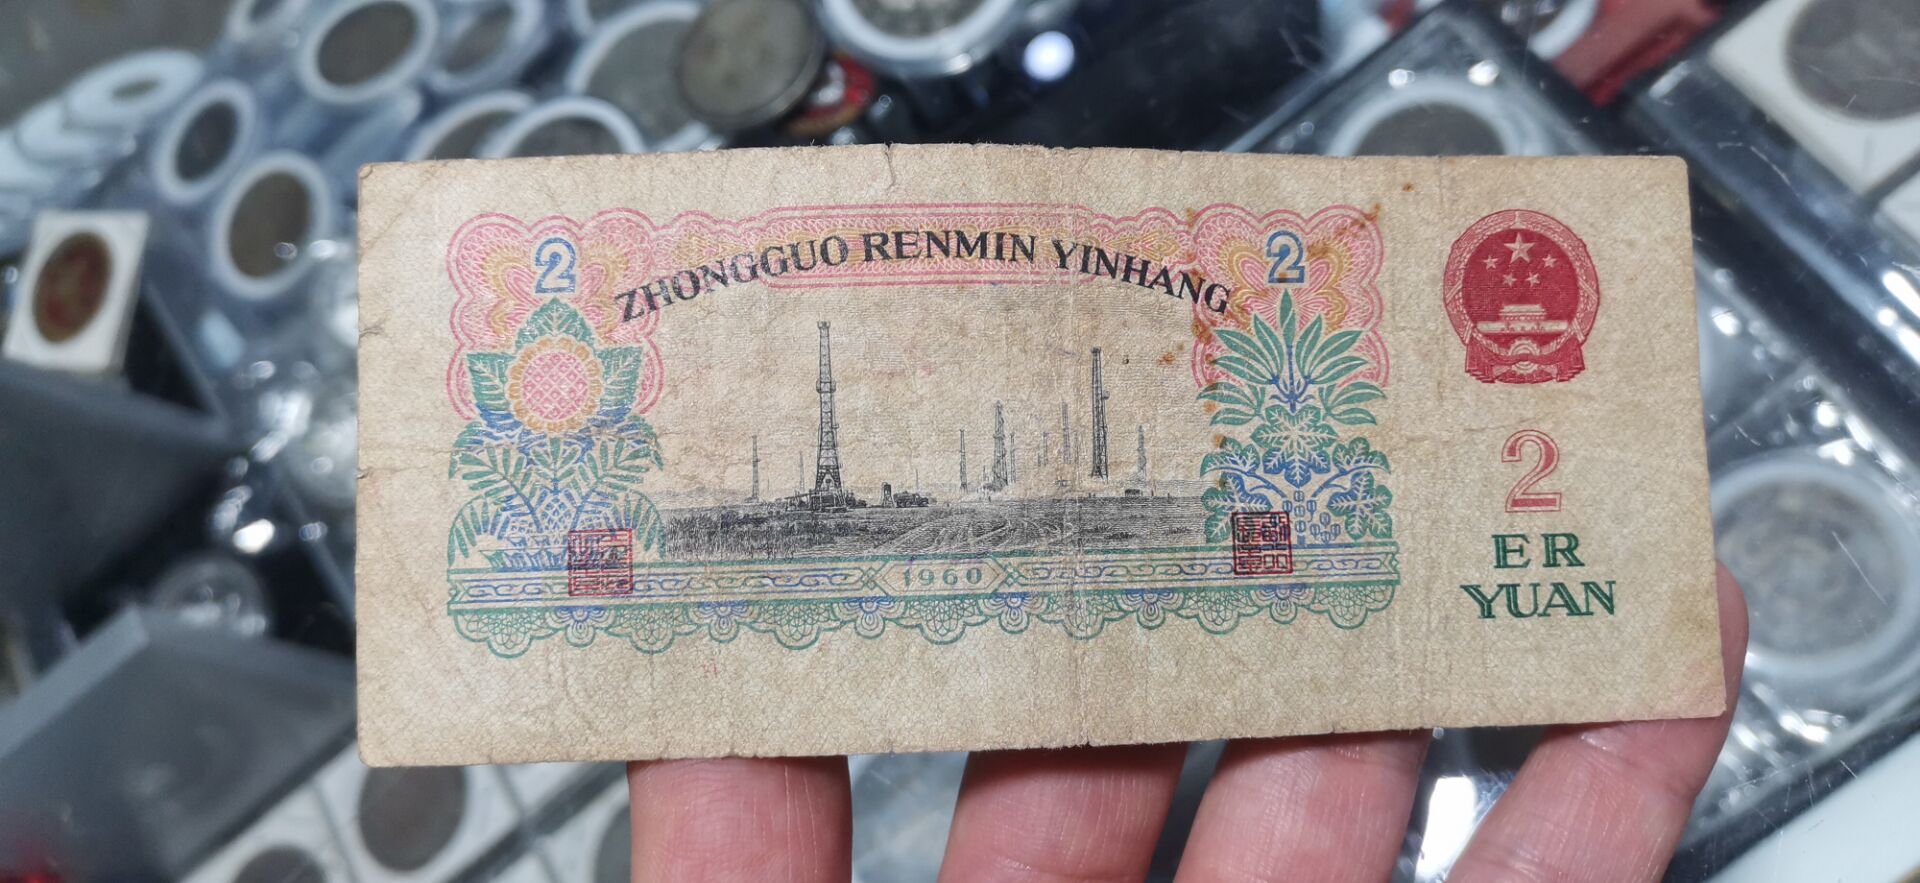 ZHONGGUO RENMIN YINHANG
2
2
1960
2
ER
YUAN